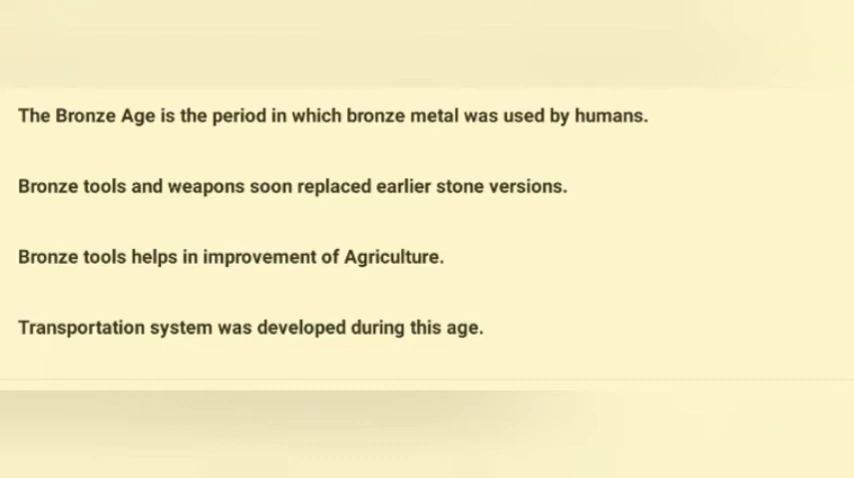 The Bronze Age is the period in which bronze metal was used by humans.
Bronze tools and weapons soon replaced earlier stone versions.
Bronze tools helps in improvement of Agriculture.
Transportation system was developed during this age.